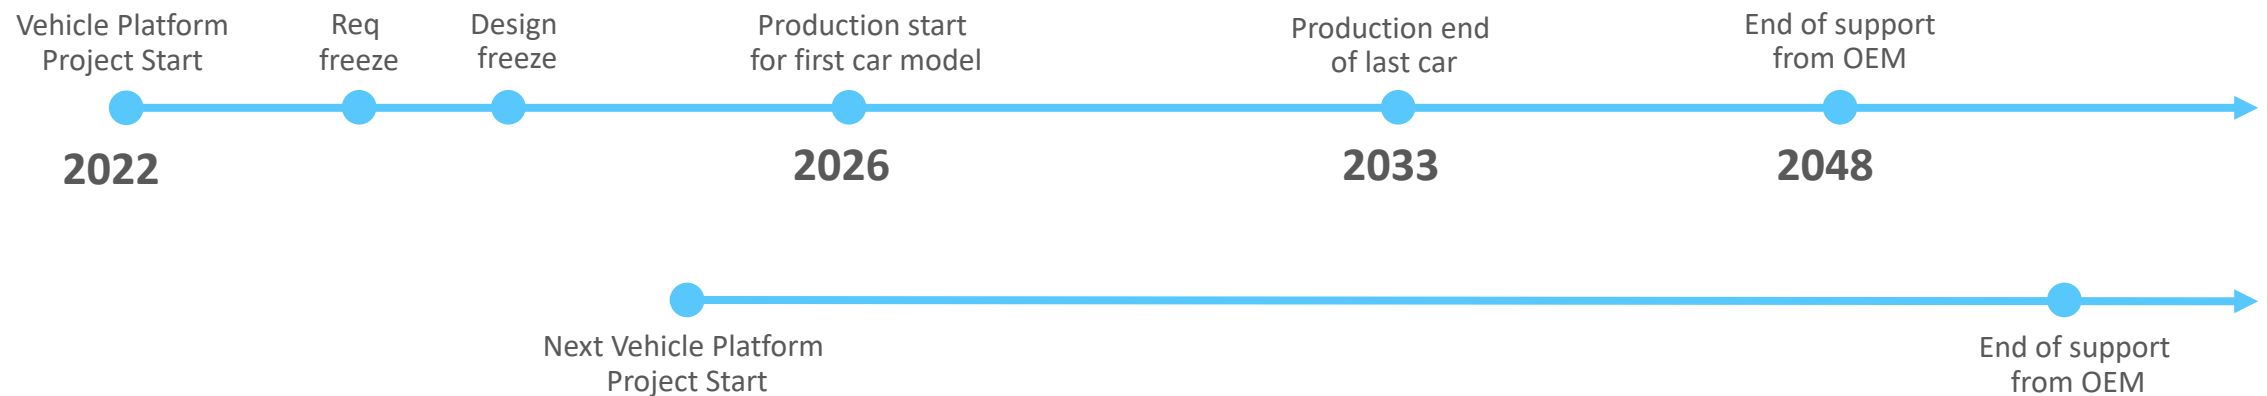 Vehicle Platform
Project Start
Req
freeze
Design
freeze
Production start
for first car model
Production end
of last car
End of support
from OEM
2022
2026
2033
2048
Next Vehicle Platform
Project Start
End of support
from OEM